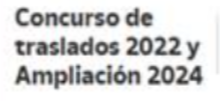 Concurso de
traslados 2022 y
Ampliación 2024